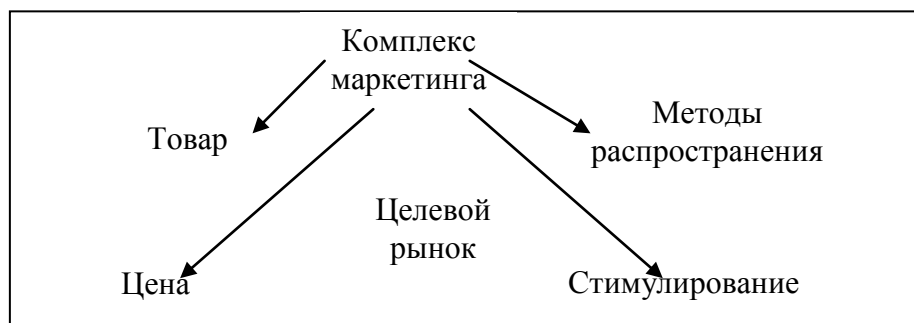 Комплекс
маркетинга
Товар
Методы
распространения
Целевой
рынок
Цена
Стимулирование